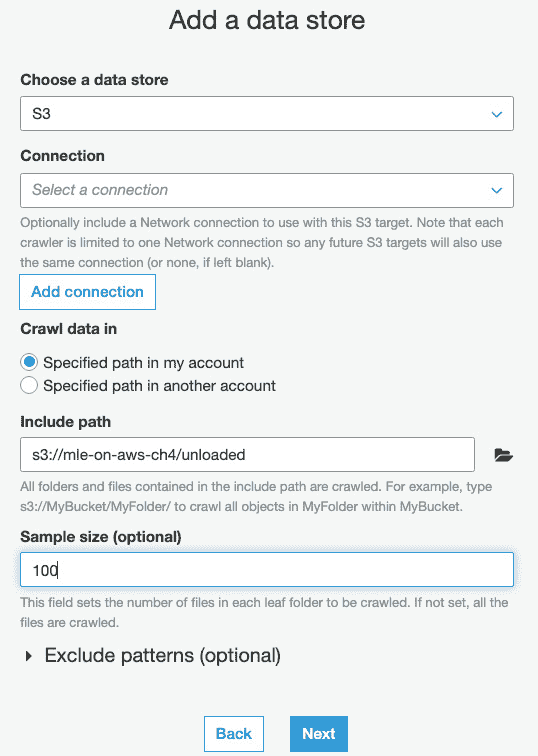 Add a data store
Choose a data store
S3
Connection
Select a connection
Optionally include a Network connection to use with this S3 target. Note that each
crawler is limited to one Network connection so any future S3 targets will also use
the same connection (or none, if left blank).
Add connection
Crawl data in
Specified path in my account
Specified path in another account
Include path
s3://mle-on-aws-ch4/unloaded
All folders and files contained in the include path are crawled. For example, type
s3://MyBucket/MyFolder/ to crawl all objects in MyFolder within MyBucket.
Sample size (optional)
100
This field sets the number of files in each leaf folder to be crawled. If not set, all the
files are crawled.
Exclude patterns (optional)
Back
Next